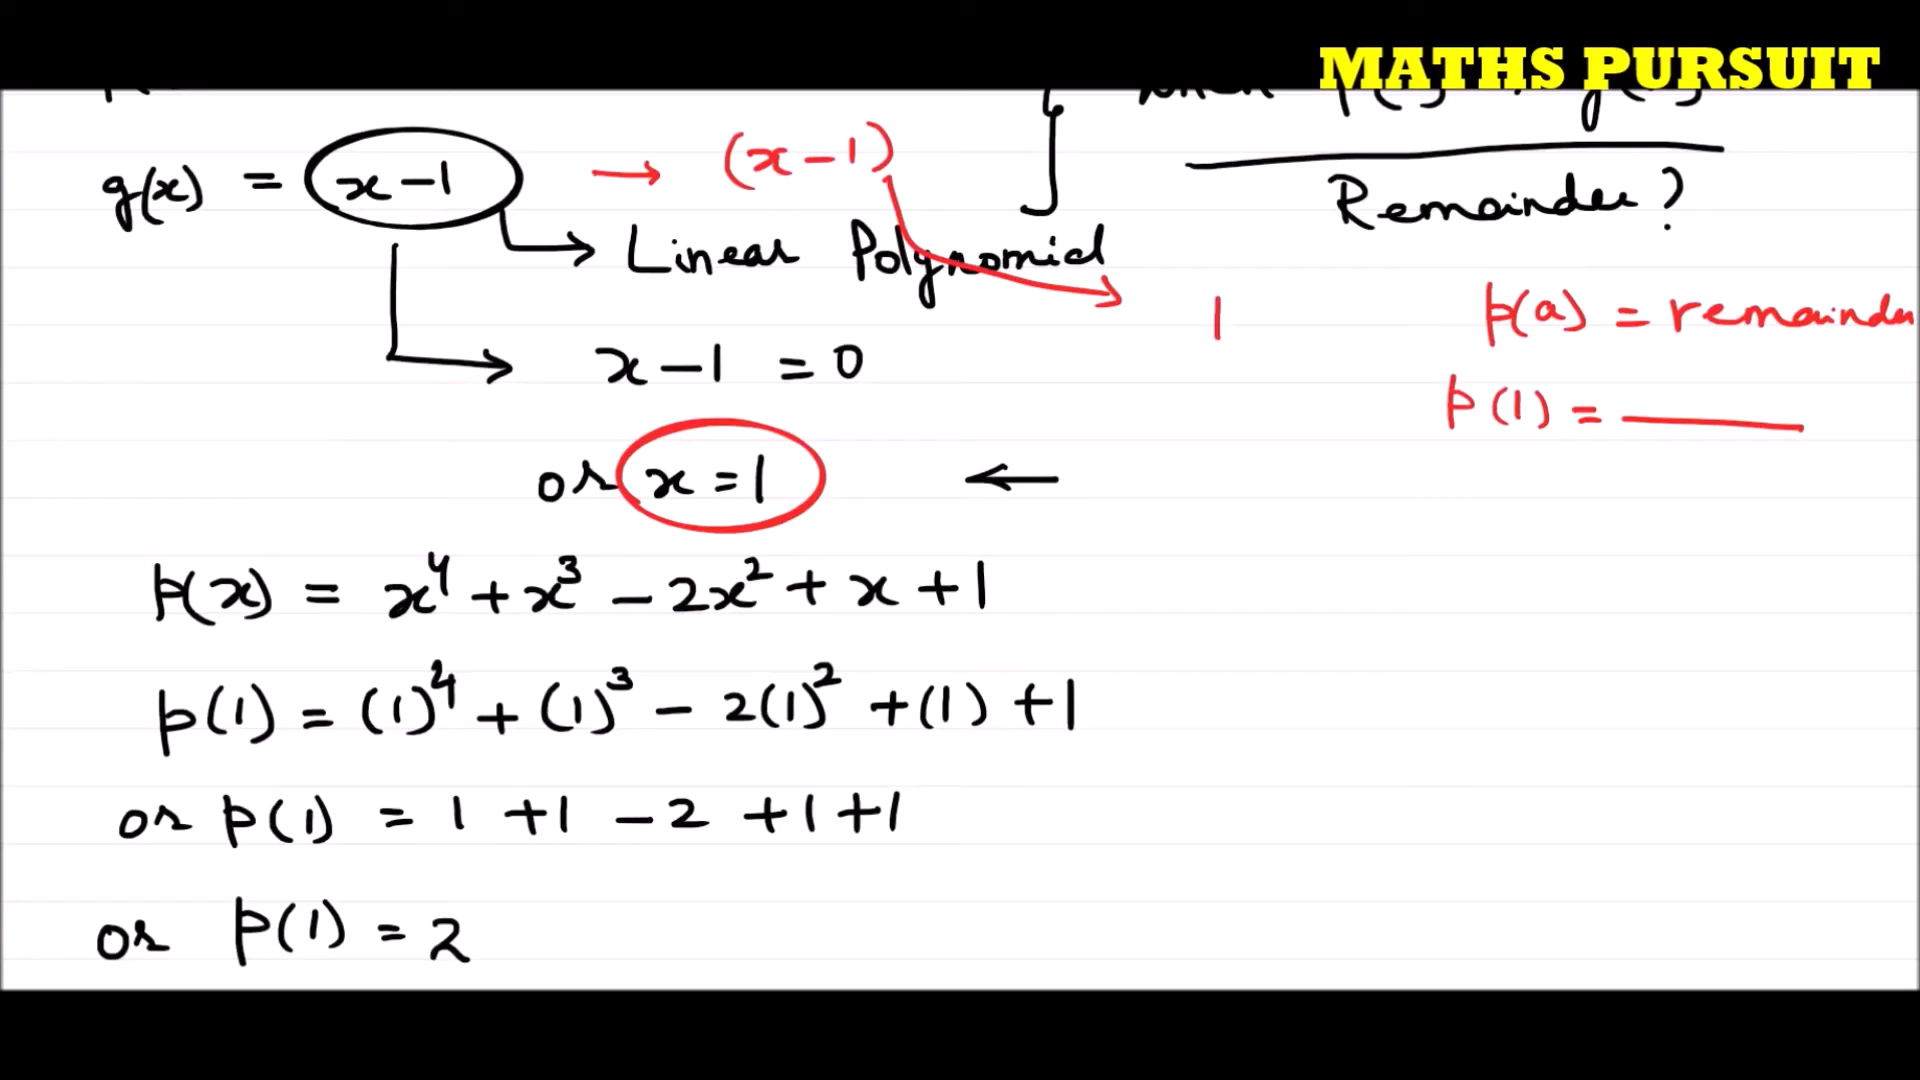 MATHS PURSUIT
g(x) = x-1 → (x-1)
Remainder?
Linear Polynomial
1
p(a) = remainder
x-1 = 0
p(1) =
or x=1 ←
p(x) = x⁴ + x³ - 2x² + x + 1
p(1) = (1)⁴ + (1)³ - 2(1)² + (1) + 1
or p(1) = 1 + 1 - 2 + 1 + 1
or p(1) = 2